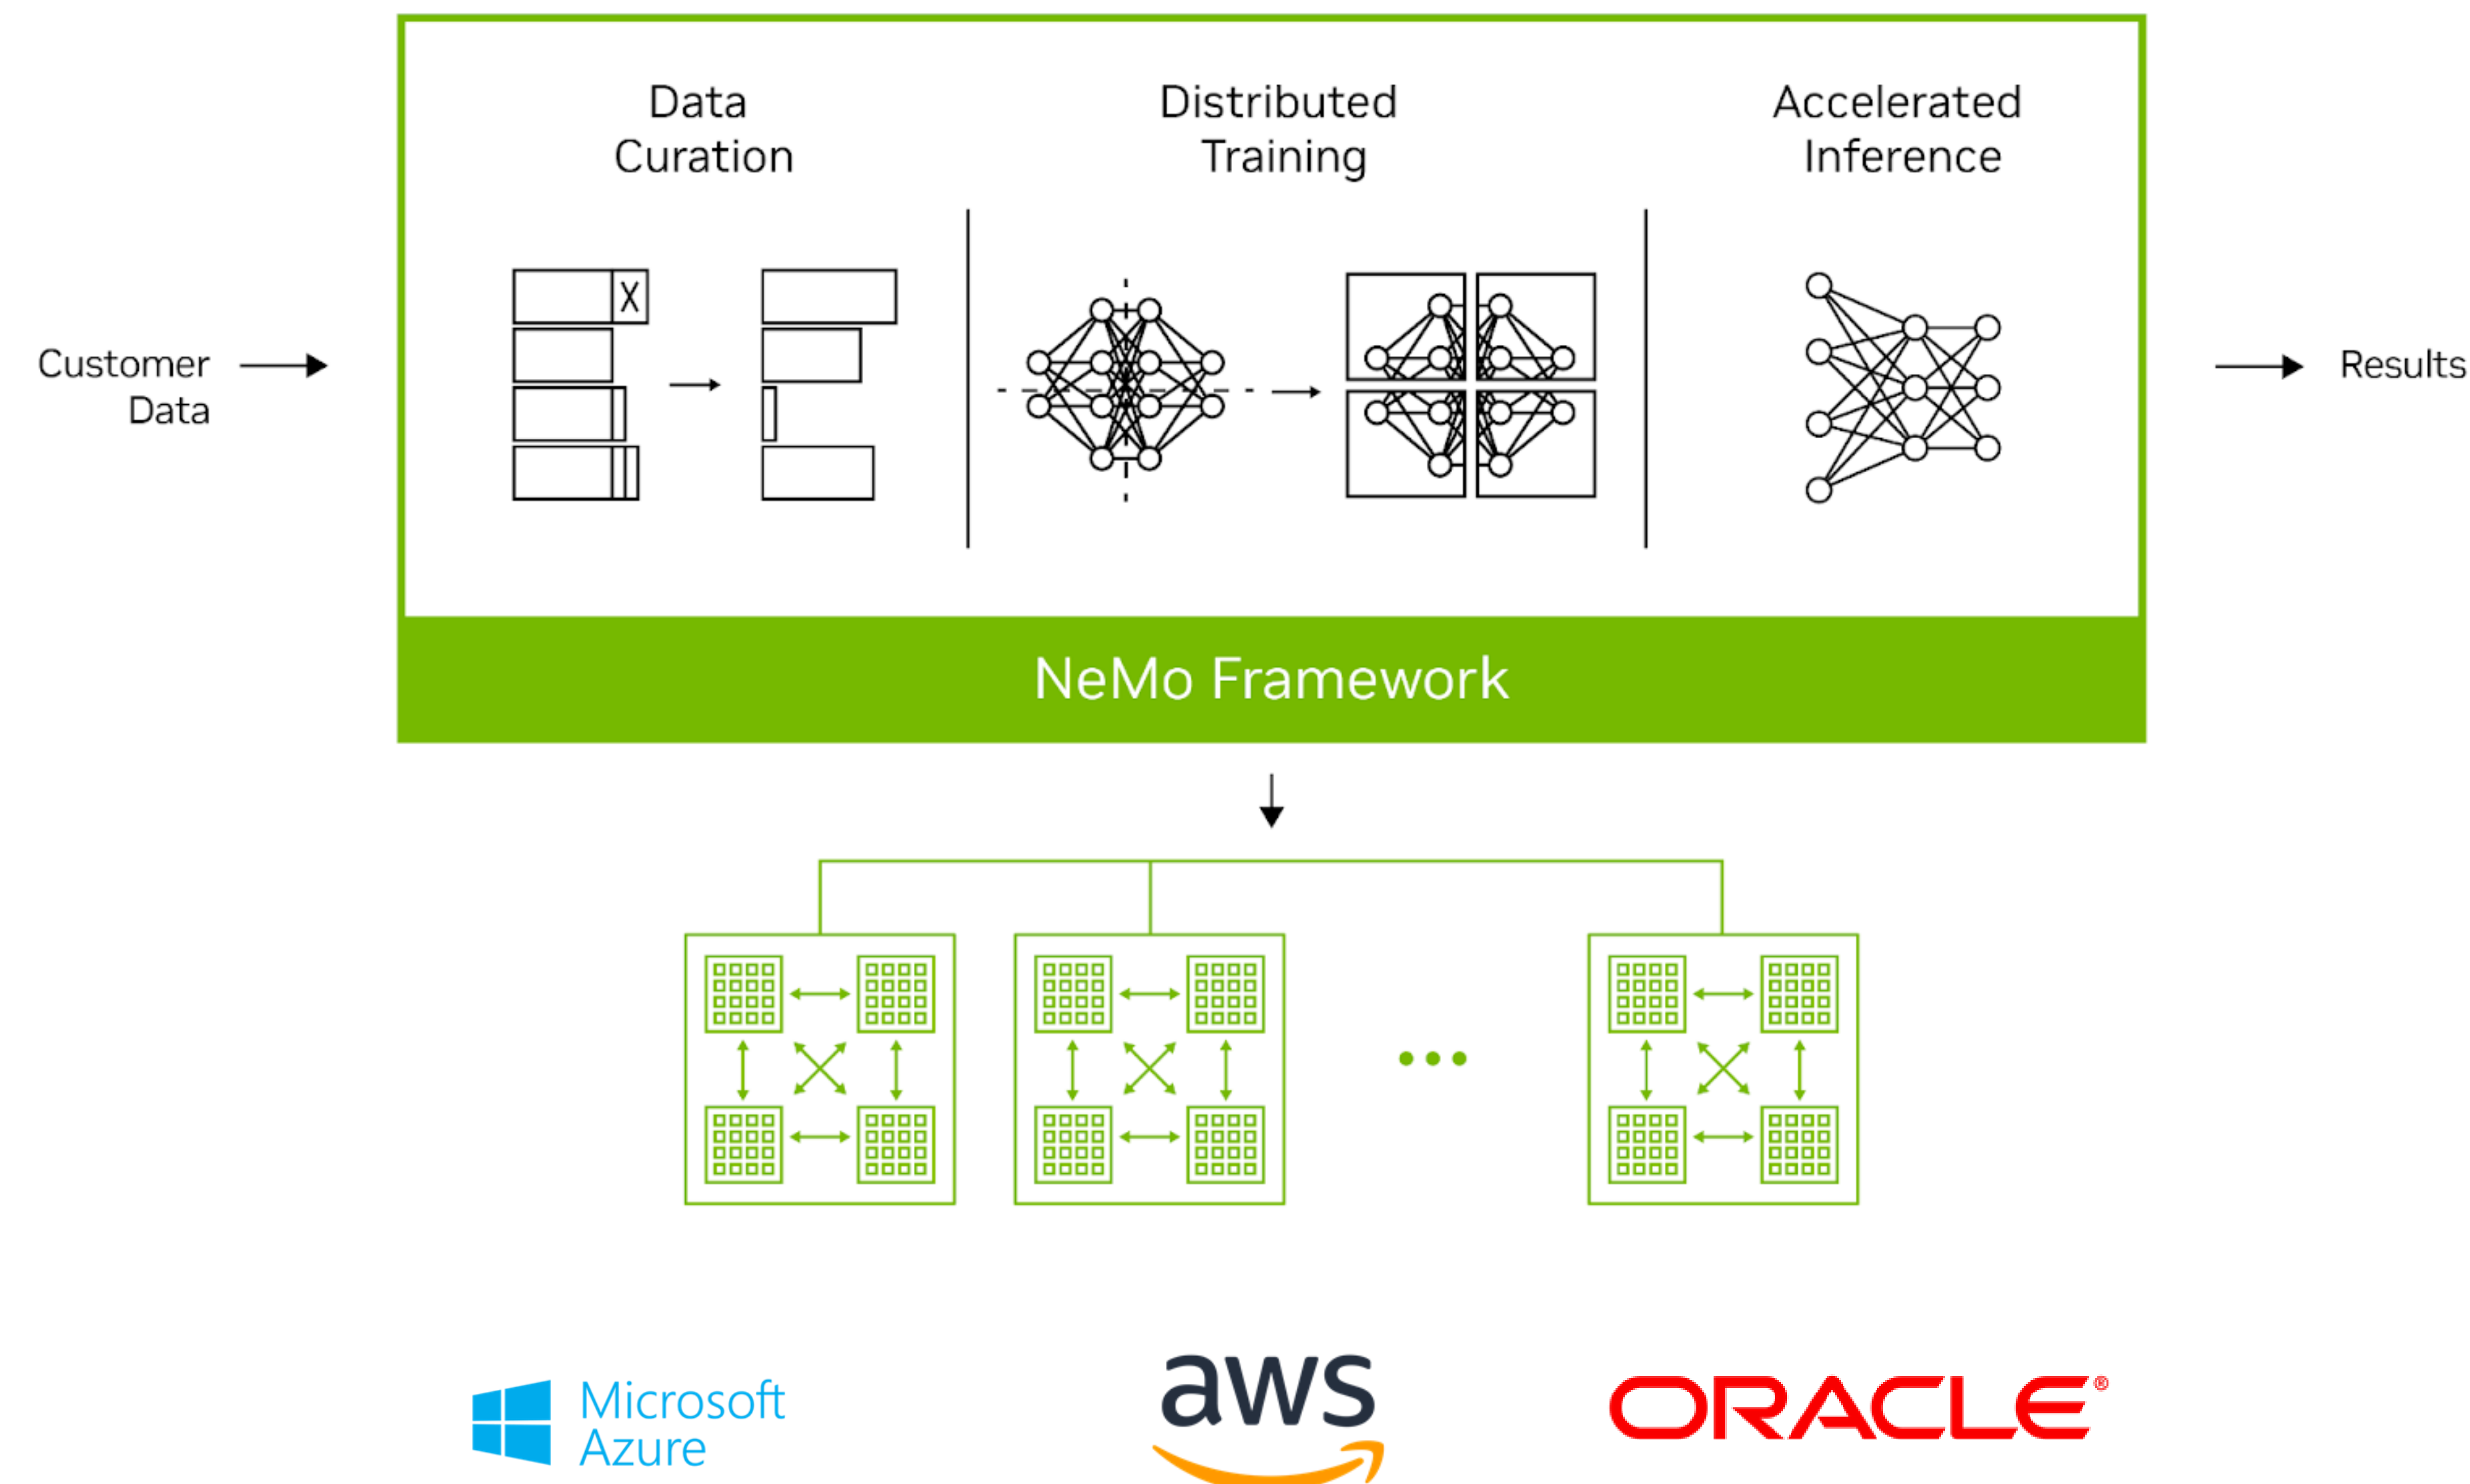 Data
Curation
Distributed
Training
Accelerated
Inference
X
Customer
Data
Results
NeMo Framework
Microsoft
Azure
aws
ORACLE®